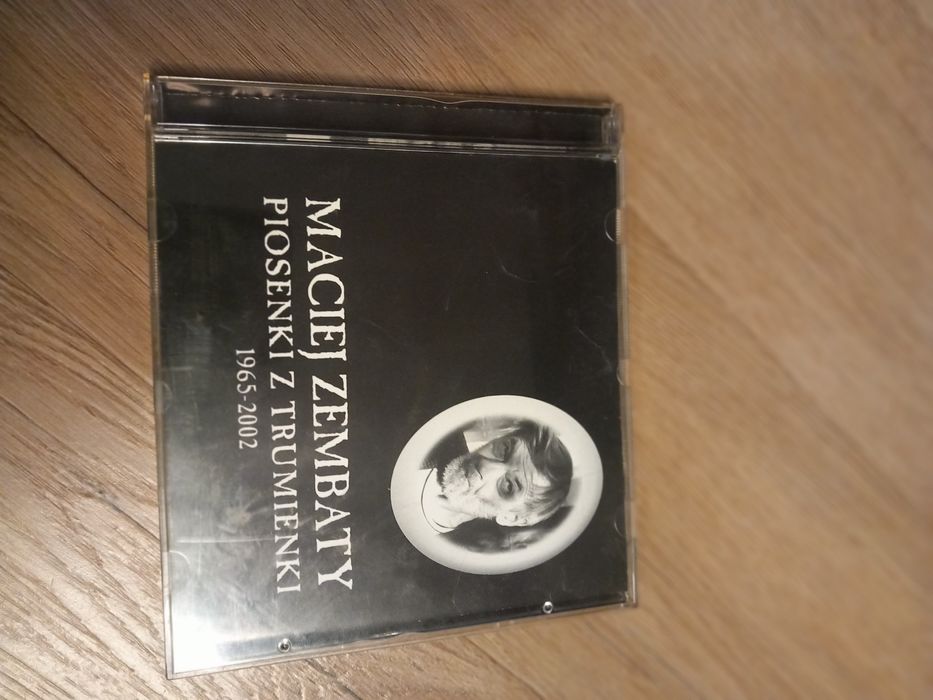 MACIEJ ZEMBATY
PIOSENKI Z TRUMIENKI
1965-2002